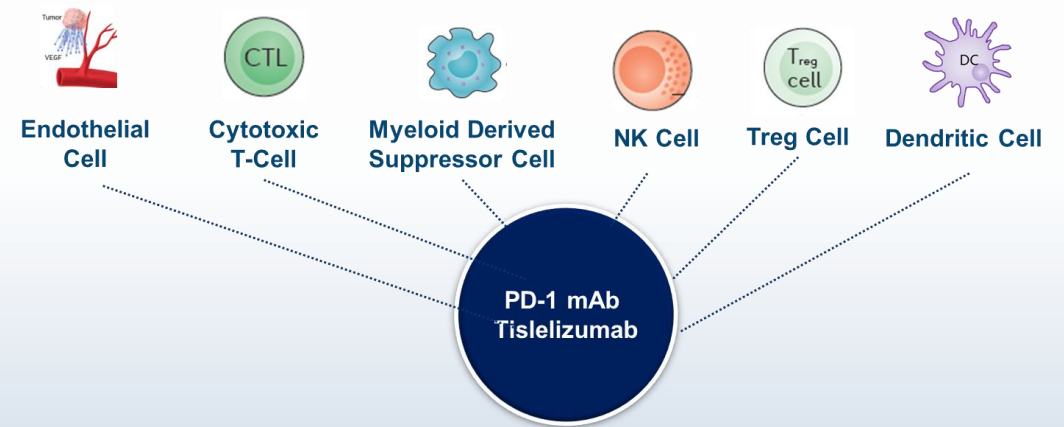 Tumor
VEGF
CTL
Treg
cell
DC
Endothelial
Cell
Cytotoxic
T-Cell
Myeloid Derived
Suppressor Cell
NK Cell
Treg Cell
Dendritic Cell
PD-1 mAb
Tislelizumab